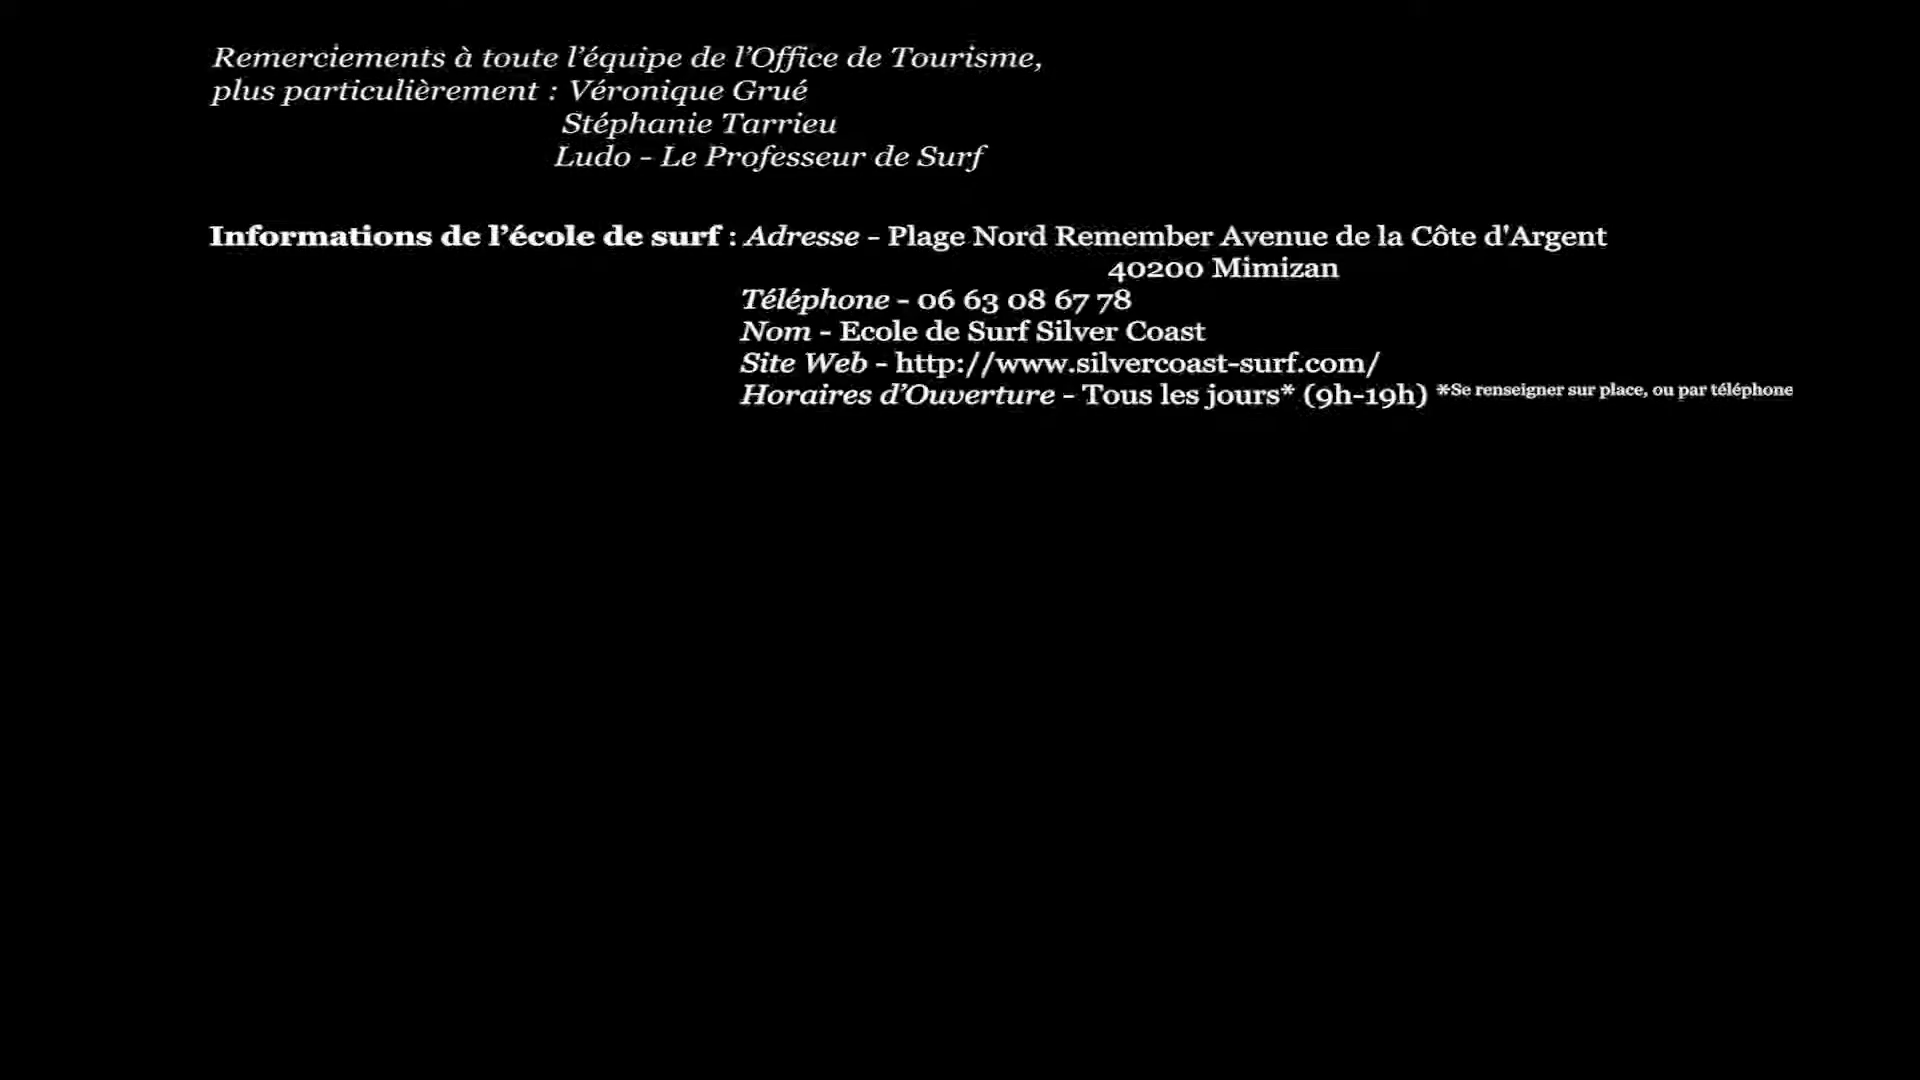 Remerciements à toute l’équipe de l’Office de Tourisme,
plus particulièrement : Véronique Grué
Stéphanie Tarrieu
Ludo - Le Professeur de Surf
Informations de l’école de surf : Adresse - Plage Nord Remember Avenue de la Côte d'Argent
40200 Mimizan
Téléphone - 06 63 08 67 78
Nom - Ecole de Surf Silver Coast
Site Web - http://www.silvercoast-surf.com/
Horaires d’Ouverture - Tous les jours* (9h-19h) *Se renseigner sur place, ou par téléphone